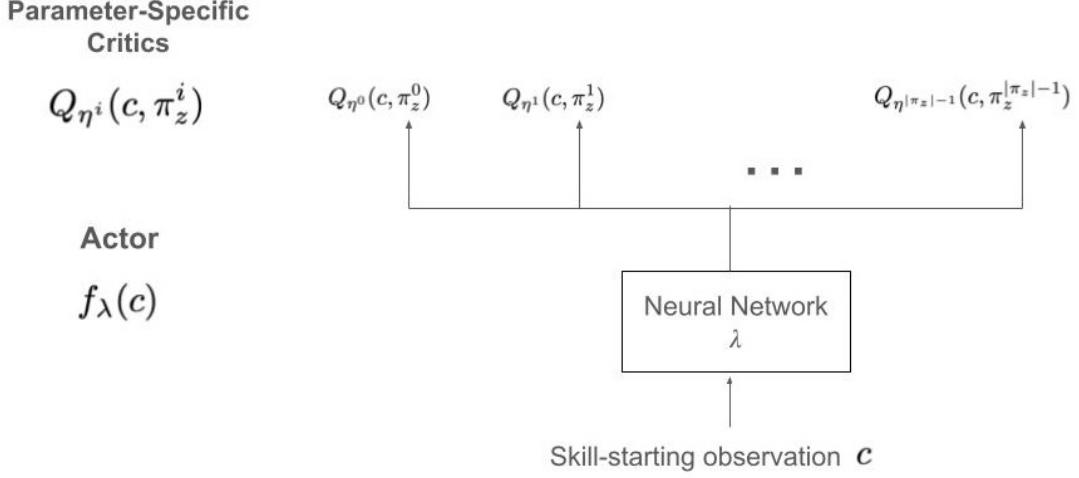 Parameter-Specific
Critics
Q_{η^i}(c, π_z^i)
Q_{η^0}(c, π_z^0)
Q_{η^1}(c, π_z^1)
Q_{η^{|π_z|-1}}(c, π_z^{|π_z|-1})
. . .
Actor
f_λ(c)
Neural Network
λ
Skill-starting observation c